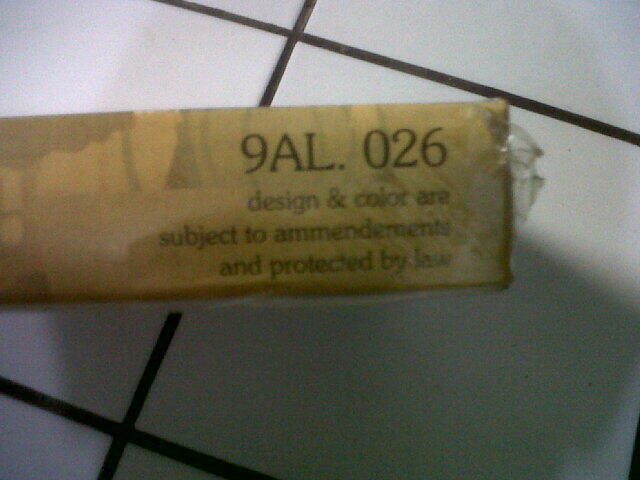 9AL. 026
design & color are
subject to ammendements
and protected by law